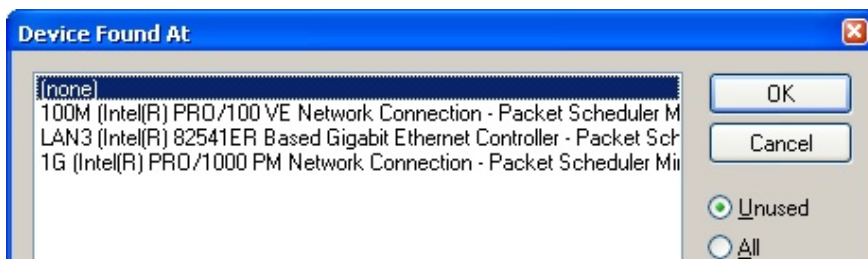 Device Found At
(none)
100M (Intel(R) PRO/100 VE Network Connection - Packet Scheduler M
LAN3 (Intel(R) 82541ER Based Gigabit Ethernet Controller - Packet Sch
1G (Intel(R) PRO/1000 PM Network Connection - Packet Scheduler Mir
OK
Cancel
Unused
All